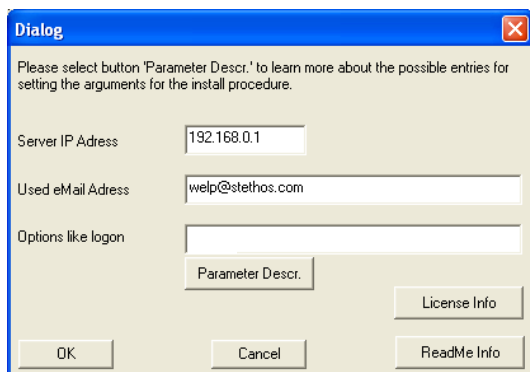 Dialog
Please select button 'Parameter Descr.' to learn more about the possible entries for
setting the arguments for the install procedure.
Server IP Adress
192.168.0.1
Used eMail Adress
welp@stethos.com
Options like logon
Parameter Descr.
License Info
OK
Cancel
ReadMe Info